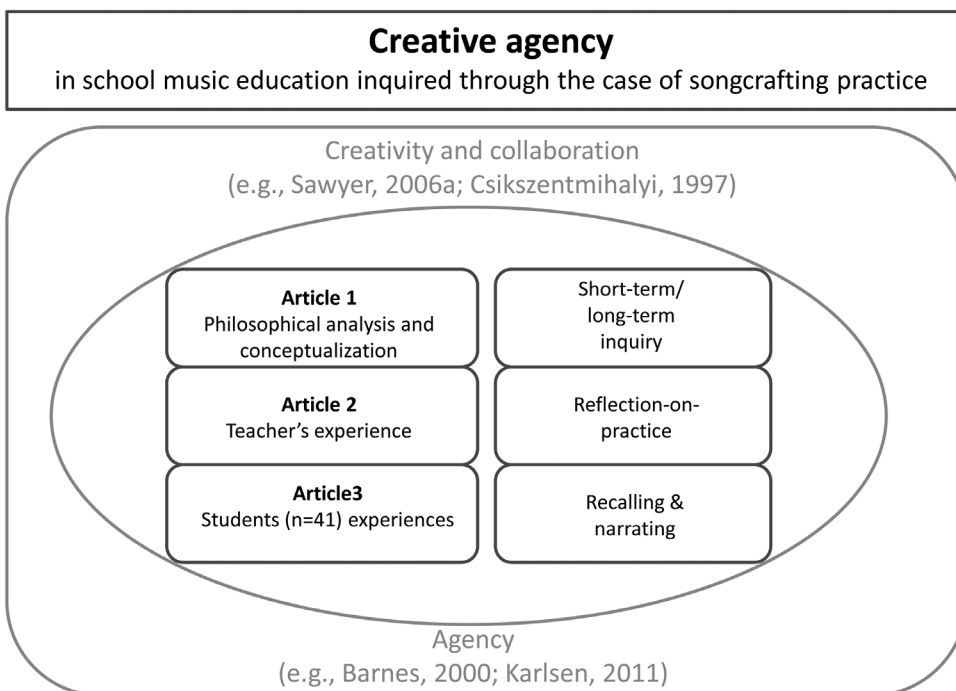 Creative agency
in school music education inquired through the case of songcrafting practice
Creativity and collaboration
(e.g., Sawyer, 2006a; Csikszentmihalyi, 1997)
Article 1
Philosophical analysis and
conceptualization
Short-term/
long-term
inquiry
Article 2
Teacher’s experience
Reflection-on-
practice
Article3
Students (n=41) experiences
Recalling &
narrating
Agency
(e.g., Barnes, 2000; Karlsen, 2011)